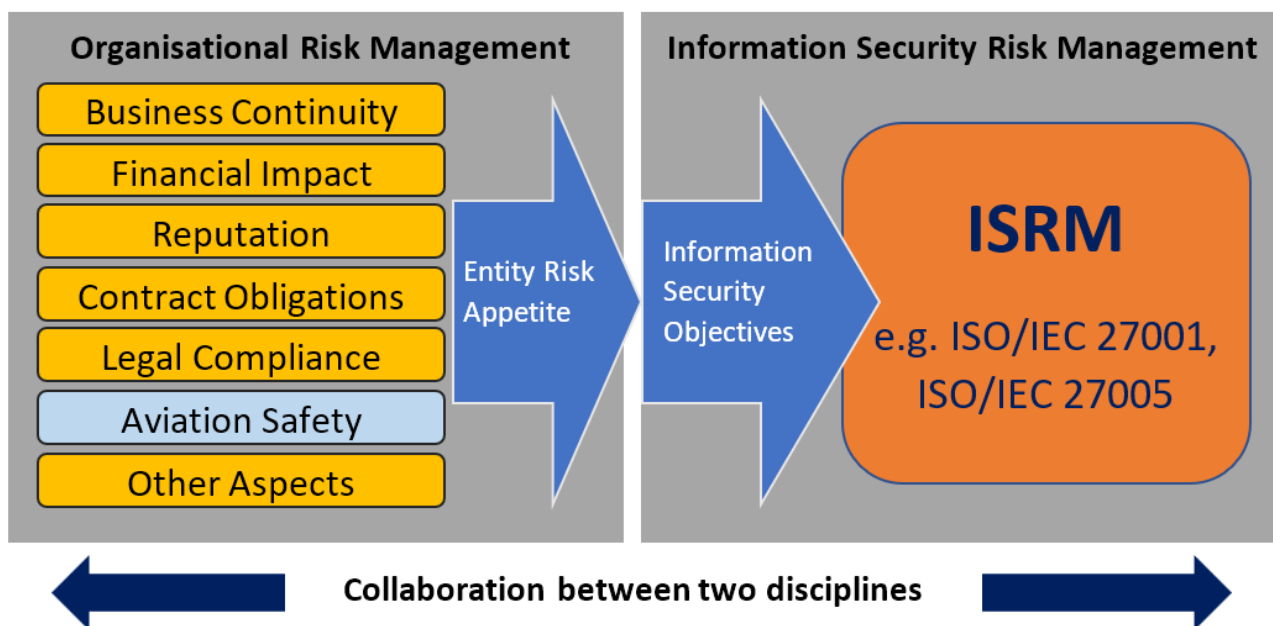 Organisational Risk Management
Business Continuity
Financial Impact
Reputation
Contract Obligations
Legal Compliance
Aviation Safety
Other Aspects
Entity Risk
Appetite
Information Security Risk Management
Information
Security
Objectives
ISRM
e.g. ISO/IEC 27001,
ISO/IEC 27005
Collaboration between two disciplines